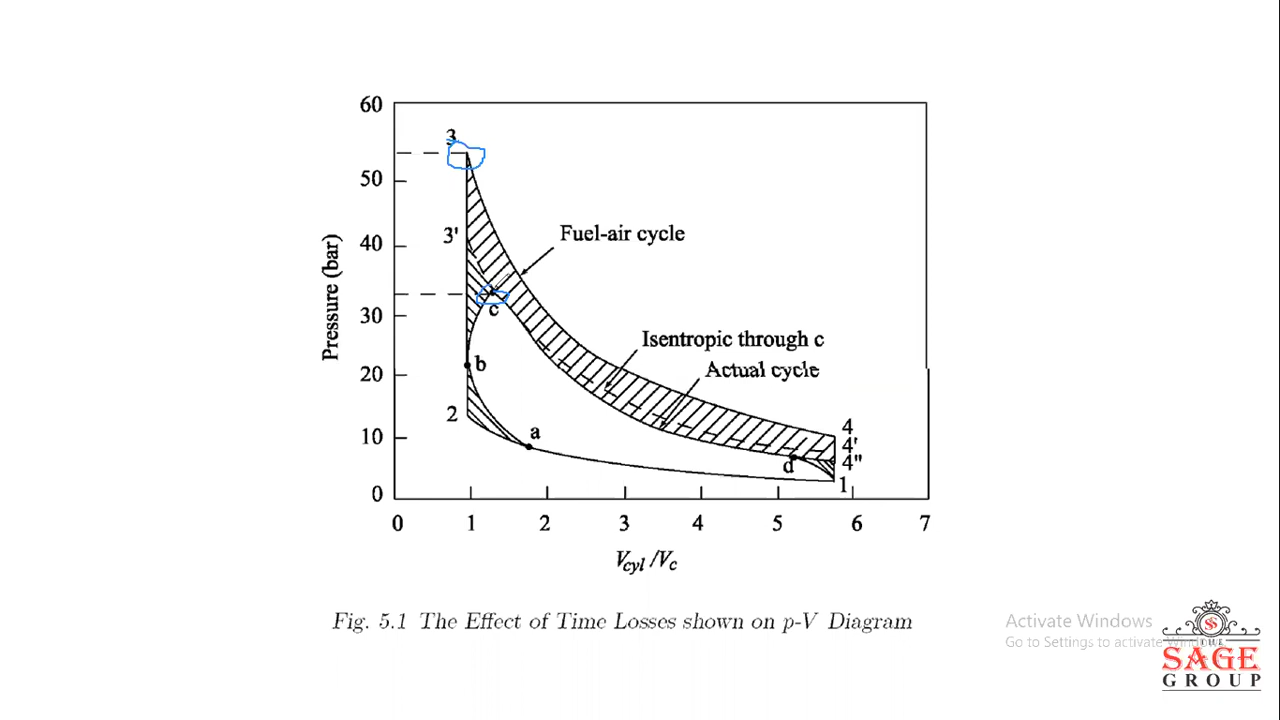 60
3
50
3'
Fuel-air cycle
40
Pressure (bar)
c
30
Isentropic through c
20
b
Actual cycle
2
a
4
10
4'
d
4"
1
0
0 1 2 3 4 5 6 7
Vcyl /Vc
Fig. 5.1 The Effect of Time Losses shown on p-V Diagram
Activate Windows
Go to Settings to activate Windows.
THE
SAGE
GROUP